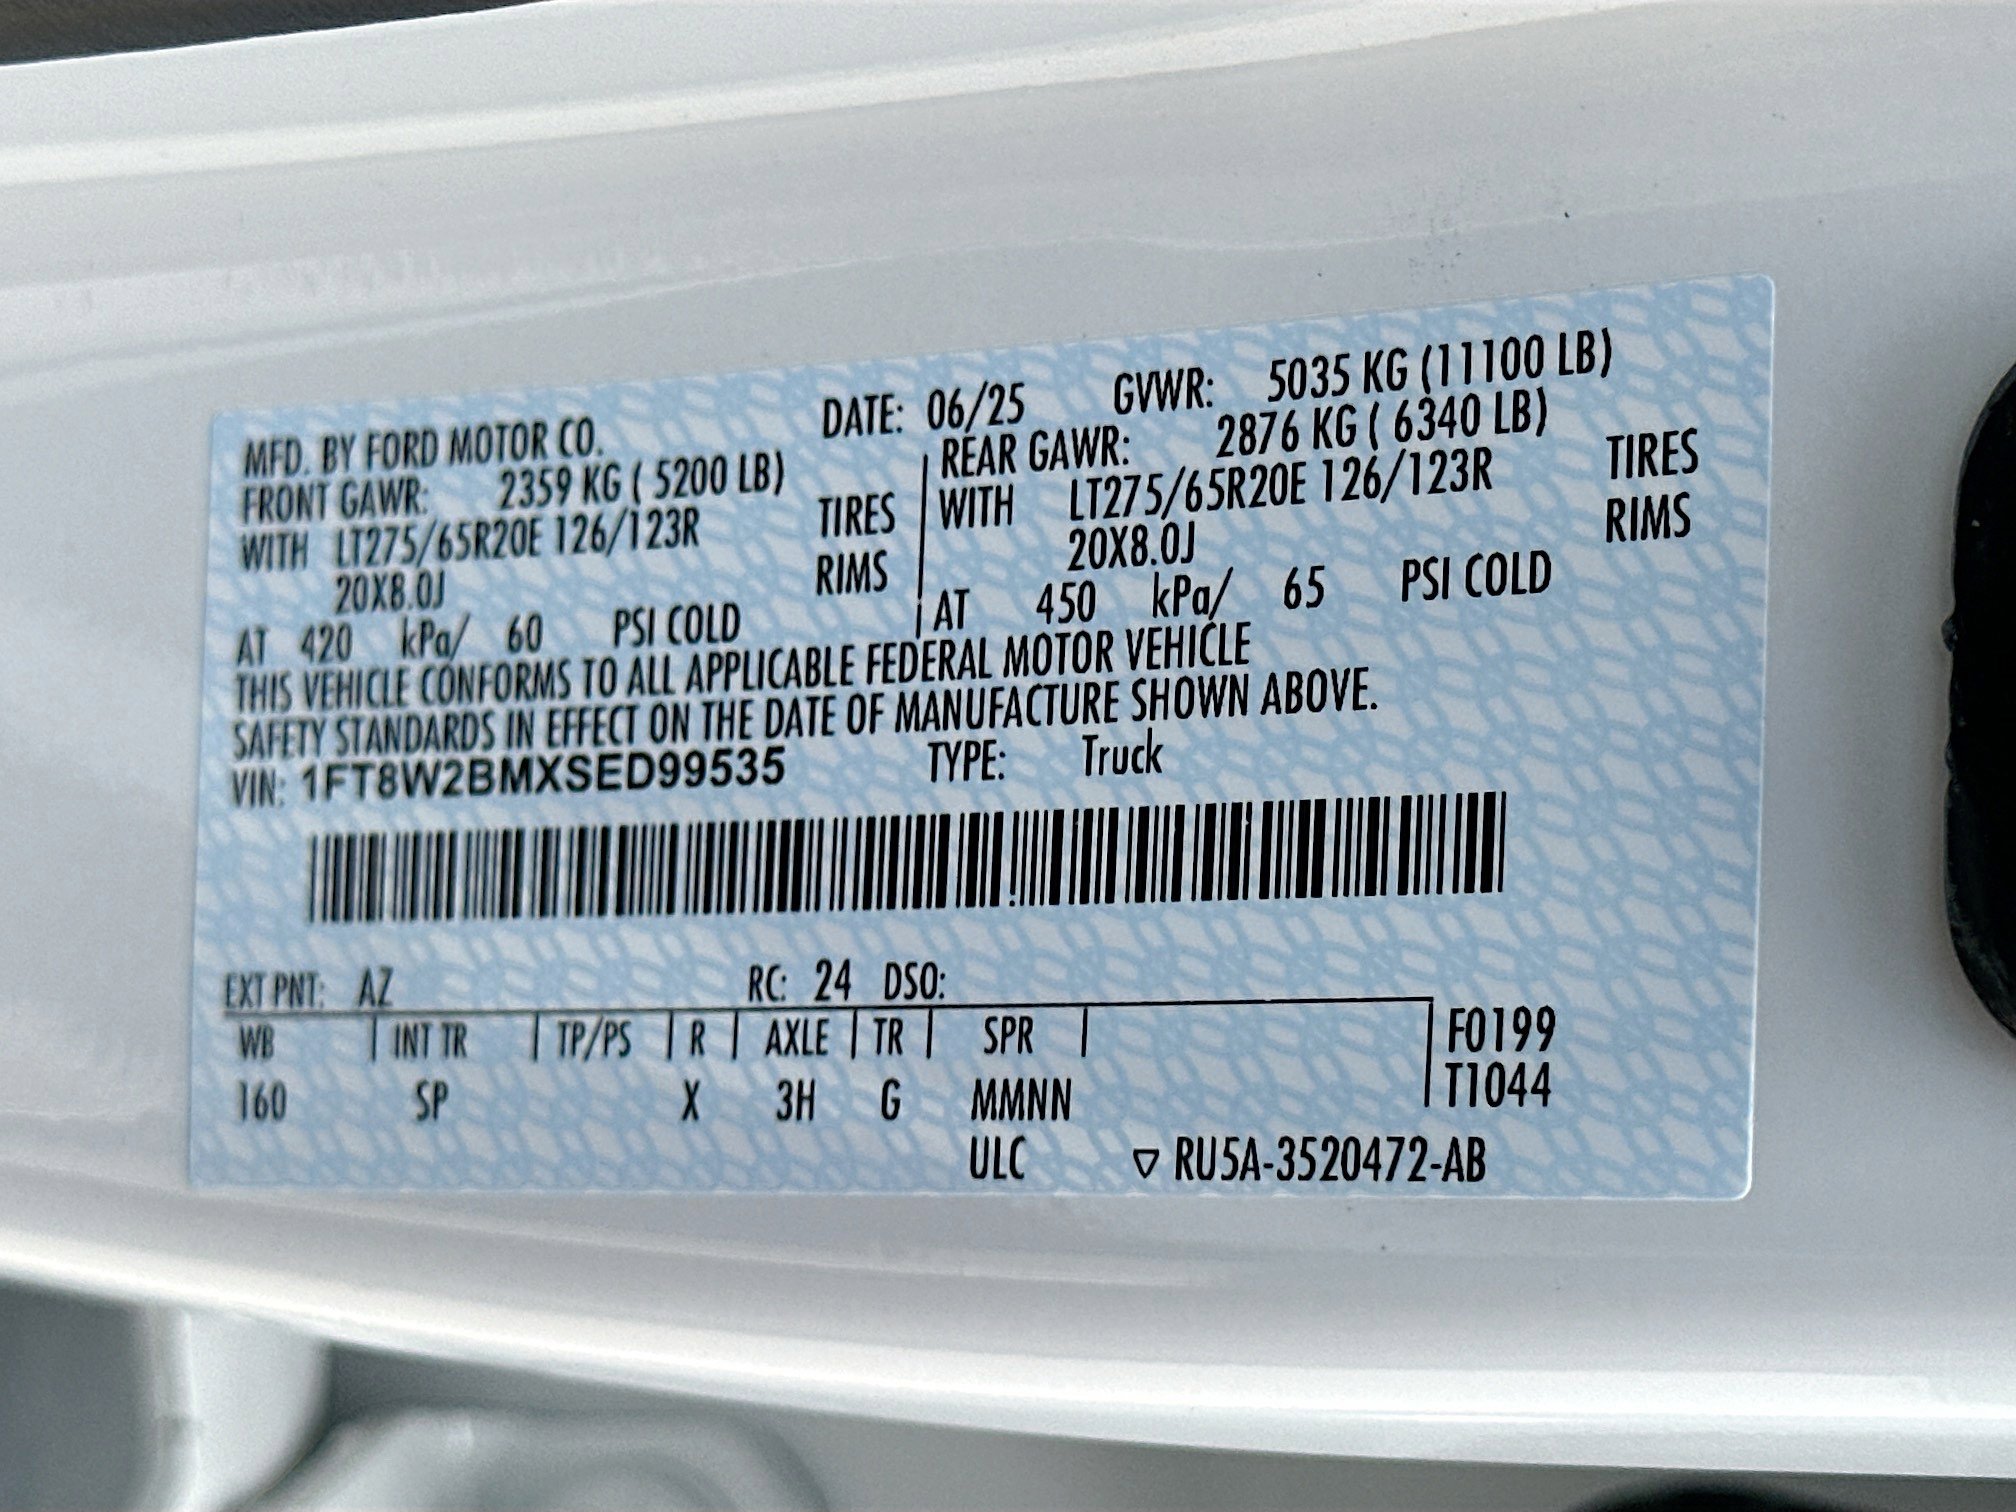 MFD. BY FORD MOTOR CO. DATE: 06/25 GVWR: 5035 KG (11100 LB)
FRONT GAWR: 2359 KG ( 5200 LB) REAR GAWR: 2876 KG ( 6340 LB)
WITH LT275/65R20E 126/123R TIRES WITH LT275/65R20E 126/123R TIRES
20X8.0J RIMS 20X8.0J RIMS
AT 420 kPa/ 60 PSI COLD AT 450 kPa/ 65 PSI COLD
THIS VEHICLE CONFORMS TO ALL APPLICABLE FEDERAL MOTOR VEHICLE
SAFETY STANDARDS IN EFFECT ON THE DATE OF MANUFACTURE SHOWN ABOVE.
VIN: 1FT8W2BMXSED99535 TYPE: Truck
EXT PNT: AZ RC: 24 DSO:
WB INT TR TP/PS R AXLE TR SPR F0199
160 SP X 3H G MMNN T1044
ULC ▽ RU5A-3520472-AB